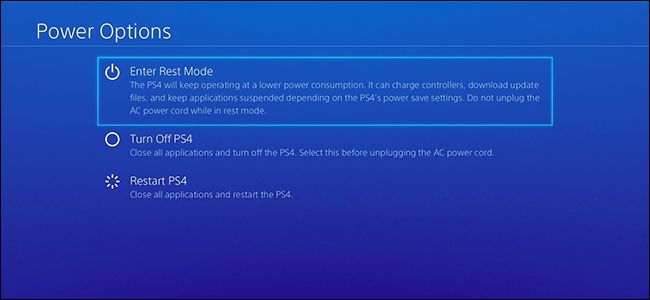 Power Options
Enter Rest Mode
The PS4 will keep operating at a lower power consumption. It can charge controllers, download update
files, and keep applications suspended depending on the PS4's power save settings. Do not unplug the
AC power cord while in rest mode.
Turn Off PS4
Close all applications and turn off the PS4. Select this before unplugging the AC power cord.
Restart PS4
Close all applications and restart the PS4.